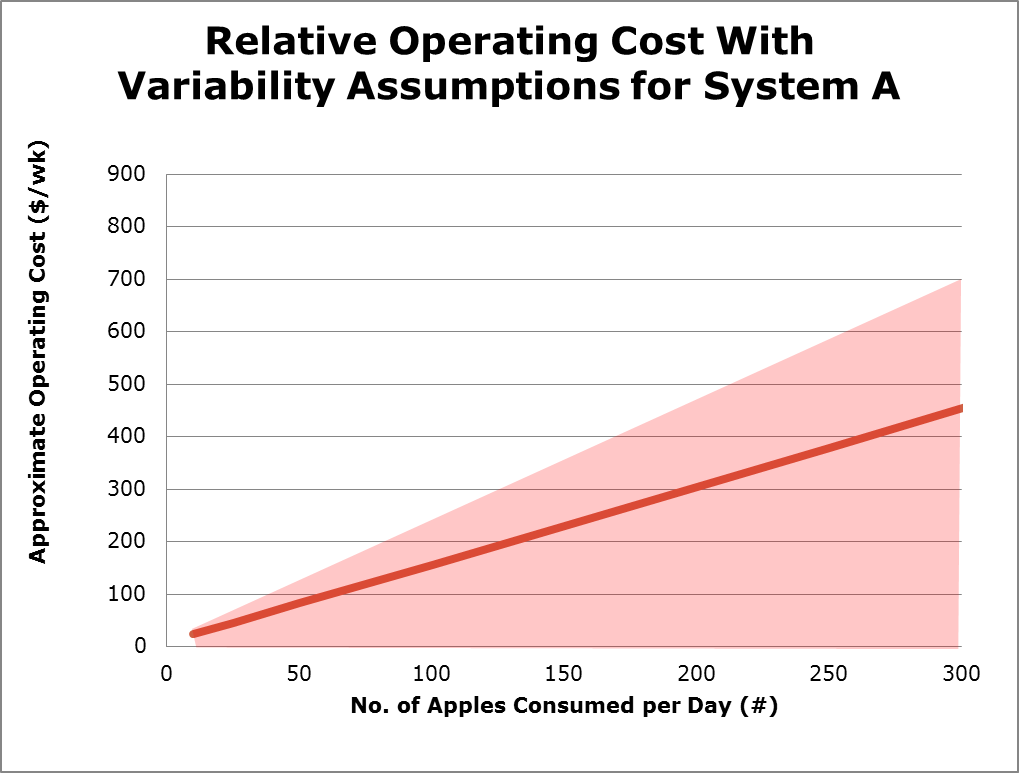 Relative Operating Cost With
Variability Assumptions for System A
Approximate Operating Cost ($/wk)
900
800
700
600
500
400
300
200
100
0
0 50 100 150 200 250 300
No. of Apples Consumed per Day (#)